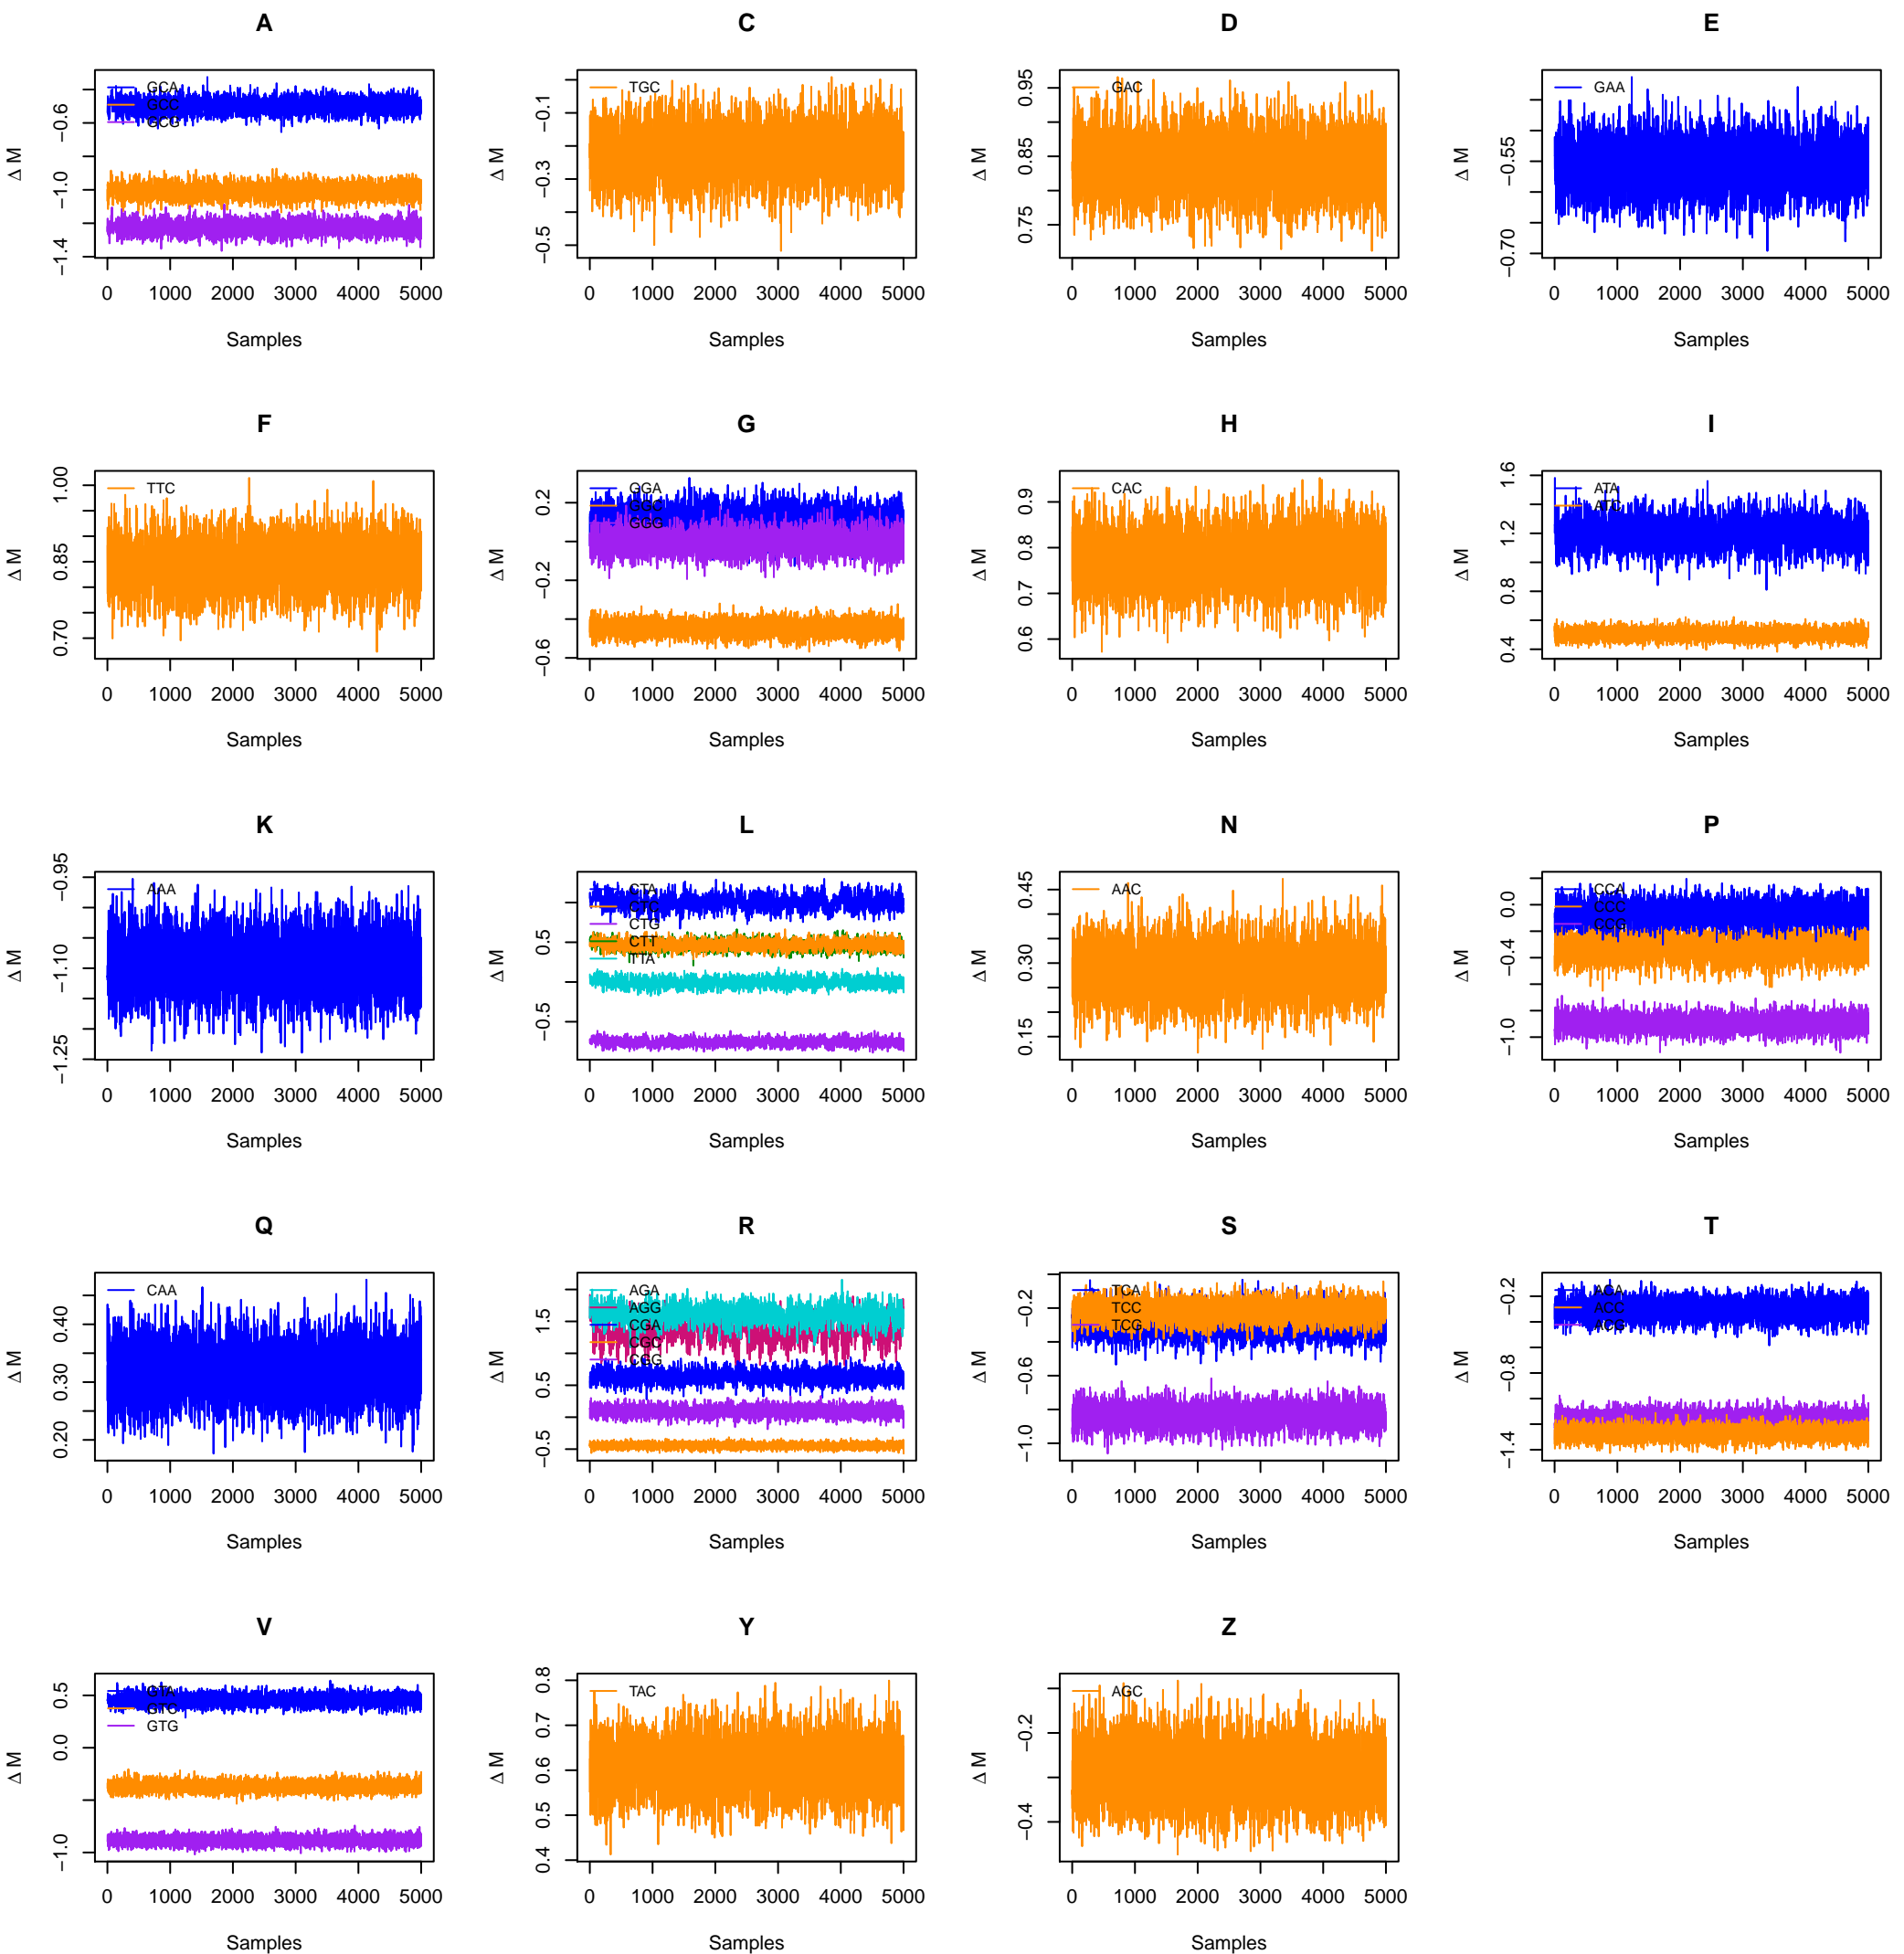 A
ΔM
-0.6
-1.0
-1.4
GCA
GCC
GCG
0 1000 2000 3000 4000 5000
Samples
C
ΔM
-0.1
-0.3
-0.5
TGC
0 1000 2000 3000 4000 5000
Samples
D
ΔM
0.95
0.85
0.75
GAC
0 1000 2000 3000 4000 5000
Samples
E
ΔM
-0.55
-0.70
GAA
0 1000 2000 3000 4000 5000
Samples
F
ΔM
1.00
0.85
0.70
TTC
0 1000 2000 3000 4000 5000
Samples
G
ΔM
0.2
-0.2
-0.6
GGA
GGC
GGG
0 1000 2000 3000 4000 5000
Samples
H
ΔM
0.9
0.8
0.7
0.6
CAC
0 1000 2000 3000 4000 5000
Samples
I
ΔM
1.6
1.2
0.8
0.4
ATA
ATC
0 1000 2000 3000 4000 5000
Samples
K
ΔM
-0.95
-1.10
-1.25
AAA
0 1000 2000 3000 4000 5000
Samples
L
ΔM
0.5
-0.5
CTA
CTC
CTG
CTT
TTA
0 1000 2000 3000 4000 5000
Samples
N
ΔM
0.45
0.30
0.15
AAC
0 1000 2000 3000 4000 5000
Samples
P
ΔM
0.0
-0.4
-1.0
CCA
CCC
CCG
0 1000 2000 3000 4000 5000
Samples
Q
ΔM
0.40
0.30
0.20
CAA
0 1000 2000 3000 4000 5000
Samples
R
ΔM
1.5
0.5
-0.5
AGA
AGG
CGA
CGC
CGG
0 1000 2000 3000 4000 5000
Samples
S
ΔM
-0.2
-0.6
-1.0
TCA
TCC
TCG
0 1000 2000 3000 4000 5000
Samples
T
ΔM
-0.2
-0.8
-1.4
ACA
ACC
ACG
0 1000 2000 3000 4000 5000
Samples
V
ΔM
0.5
0.0
-1.0
GTA
GTC
GTG
0 1000 2000 3000 4000 5000
Samples
Y
ΔM
0.8
0.7
0.6
0.5
0.4
TAC
0 1000 2000 3000 4000 5000
Samples
Z
ΔM
-0.2
-0.4
AGC
0 1000 2000 3000 4000 5000
Samples